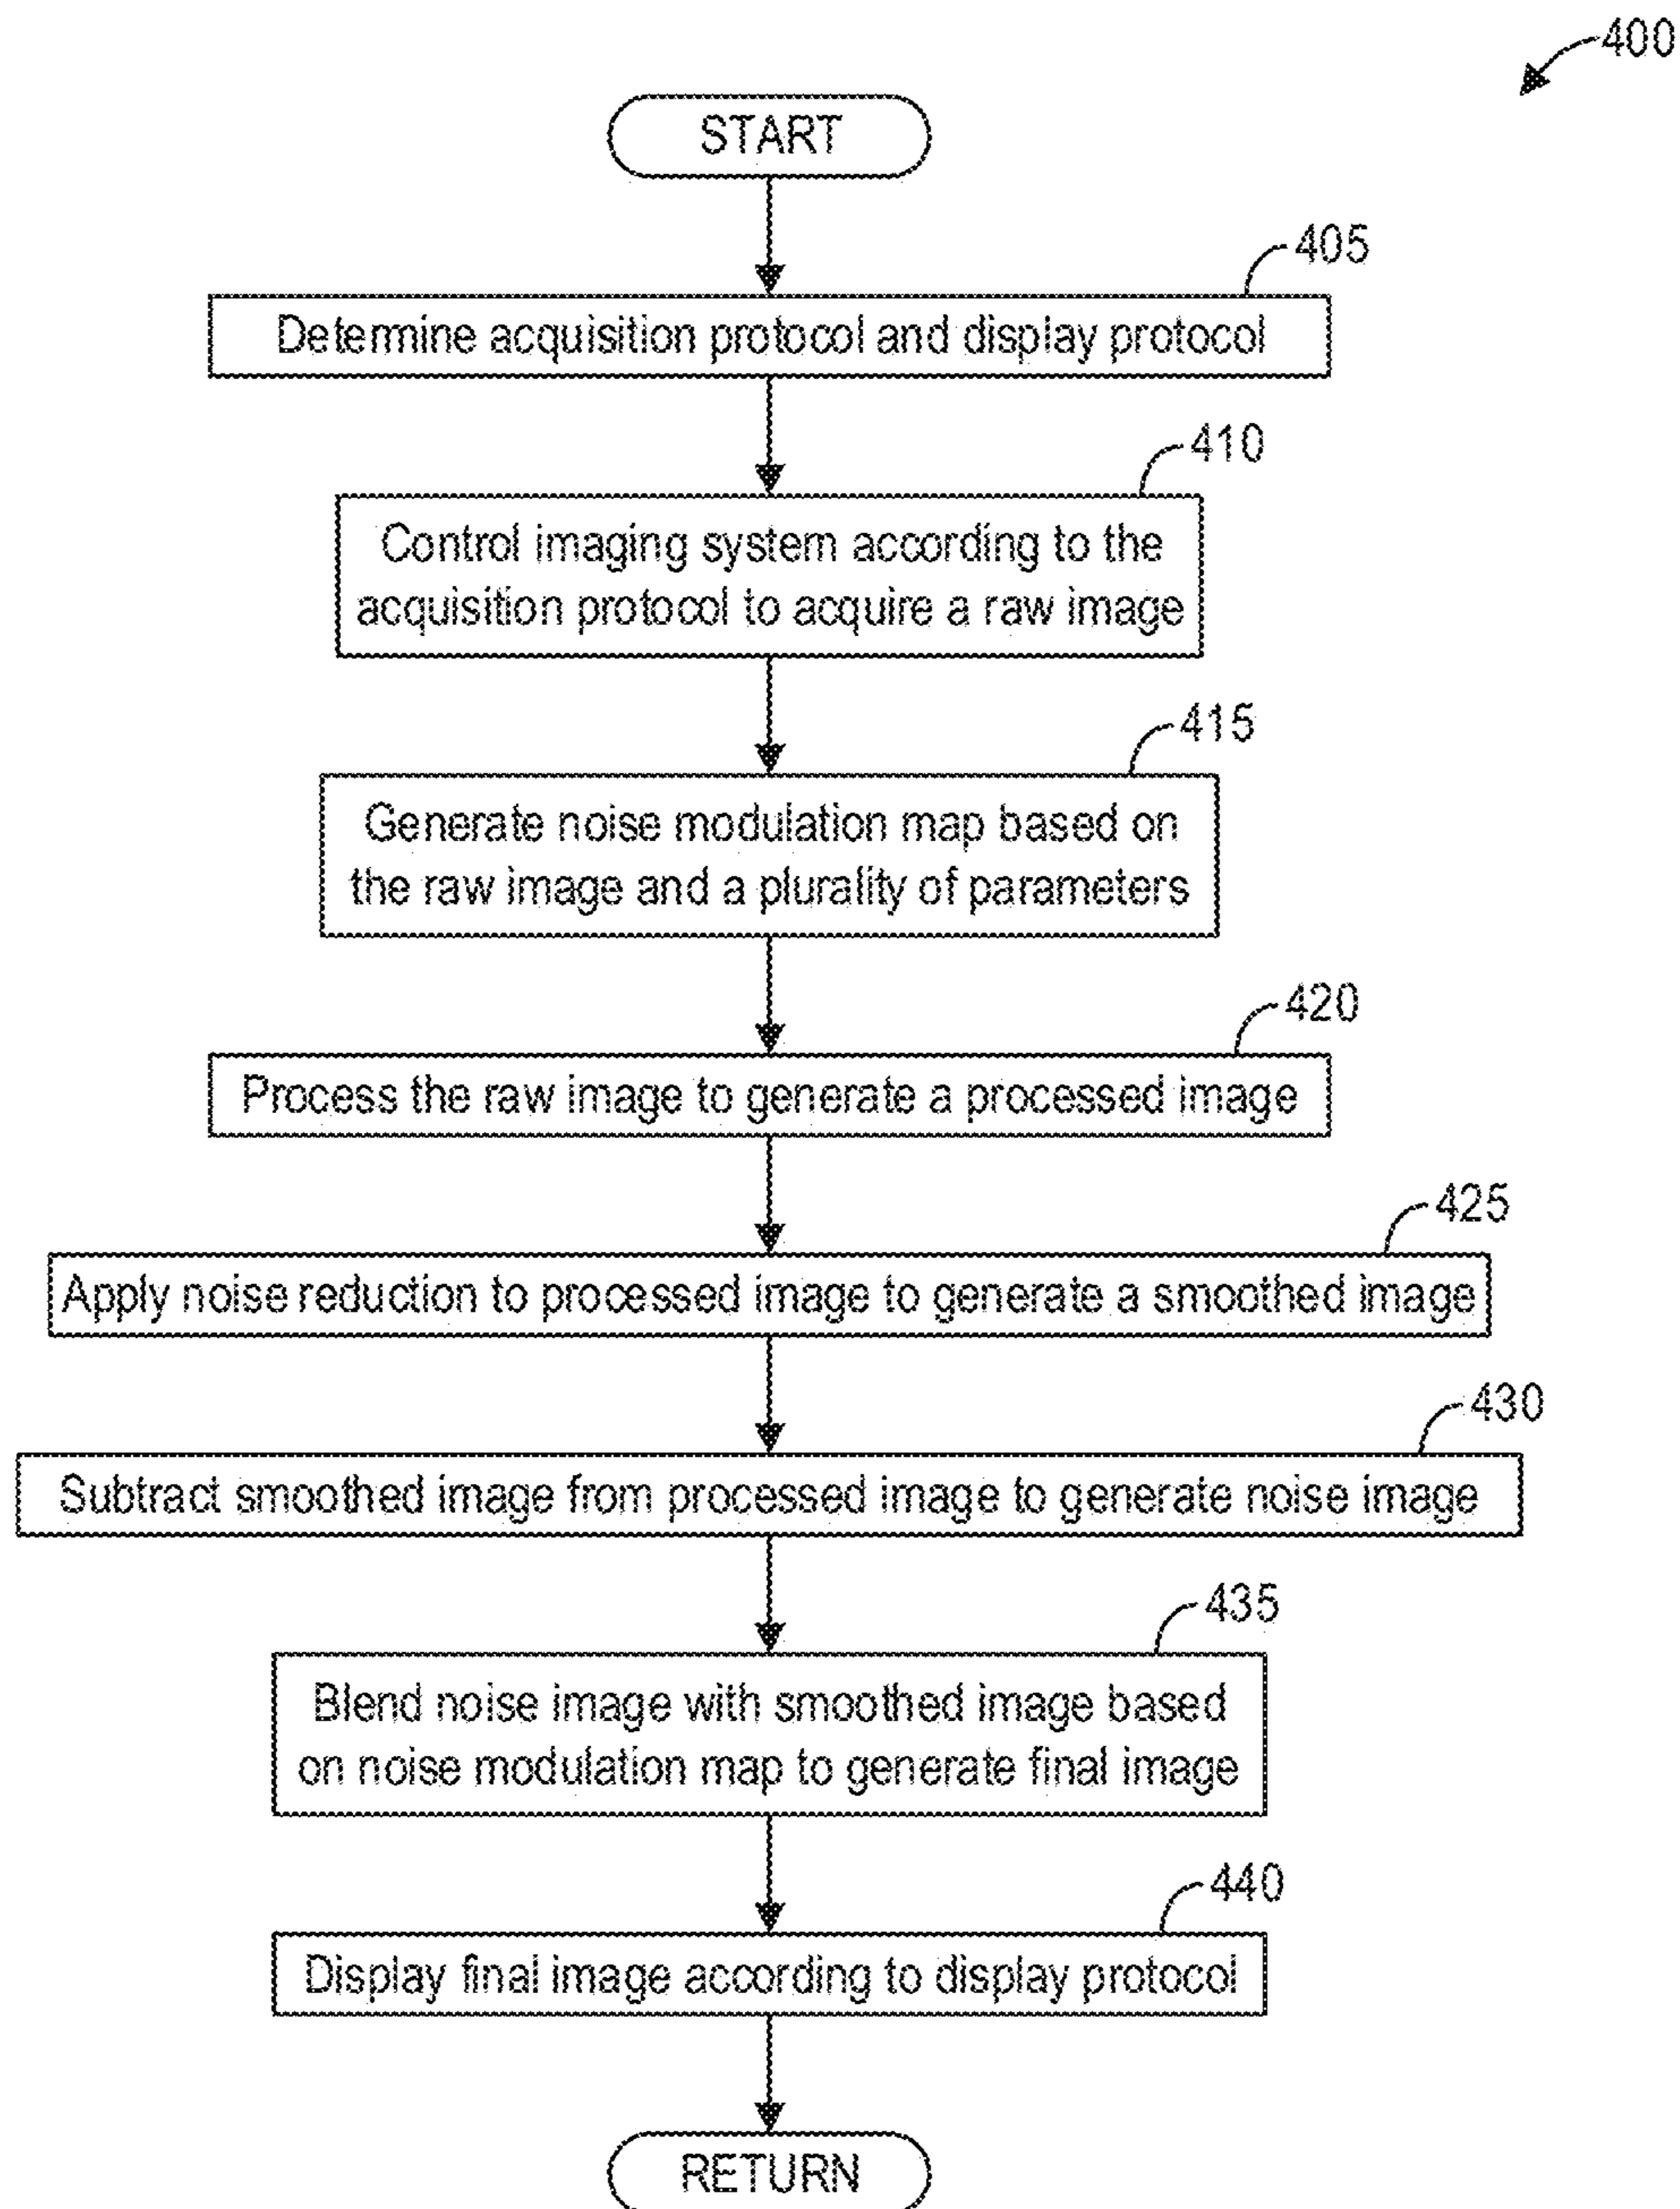 400
START
405
Determine acquisition protocol and display protocol
410
Control imaging system according to the
acquisition protocol to acquire a raw image
415
Generate noise modulation map based on
the raw image and a plurality of parameters
420
Process the raw image to generate a processed image
425
Apply noise reduction to processed image to generate a smoothed image
430
Subtract smoothed image from processed image to generate noise image
435
Blend noise image with smoothed image based
on noise modulation map to generate final image
440
Display final image according to display protocol
RETURN